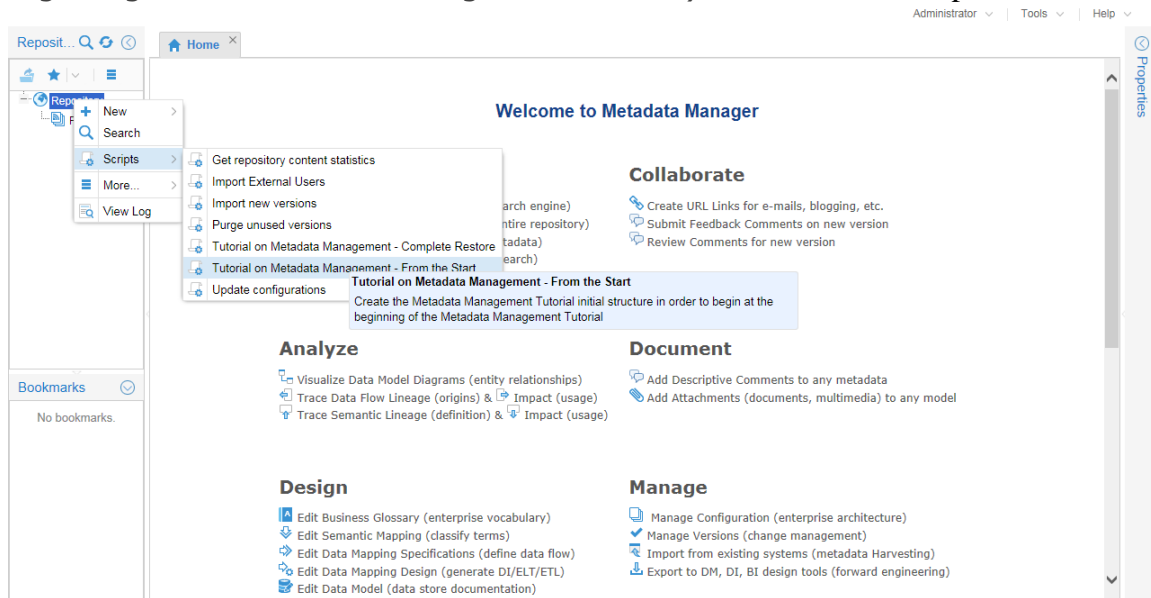 Administrator Tools Help
Reposit...
Home
Properties
Repository
New
Search
Scripts
More...
View Log
Get repository content statistics
Import External Users
Import new versions
Purge unused versions
Tutorial on Metadata Management - Complete Restore
Tutorial on Metadata Management - From the Start
Update configurations
Tutorial on Metadata Management - From the Start
Create the Metadata Management Tutorial initial structure in order to begin at the
beginning of the Metadata Management Tutorial
Welcome to Metadata Manager
arch engine)
ntire repository)
tadata)
earch)
Collaborate
Create URL Links for e-mails, blogging, etc.
Submit Feedback Comments on new version
Review Comments for new version
Analyze
Visualize Data Model Diagrams (entity relationships)
Trace Data Flow Lineage (origins) & Impact (usage)
Trace Semantic Lineage (definition) & Impact (usage)
Document
Add Descriptive Comments to any metadata
Add Attachments (documents, multimedia) to any model
Bookmarks
No bookmarks.
Design
Edit Business Glossary (enterprise vocabulary)
Edit Semantic Mapping (classify terms)
Edit Data Mapping Specifications (define data flow)
Edit Data Mapping Design (generate DI/ELT/ETL)
Edit Data Model (data store documentation)
Manage
Manage Configuration (enterprise architecture)
Manage Versions (change management)
Import from existing systems (metadata Harvesting)
Export to DM, DI, BI design tools (forward engineering)